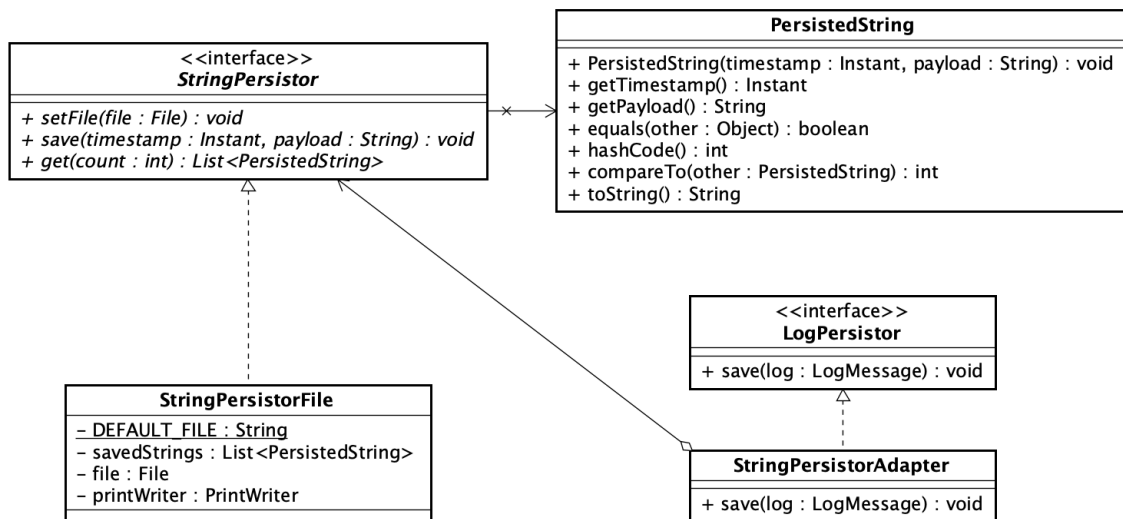 <<interface>>
StringPersistor
+ setFile(file : File) : void
+ save(timestamp : Instant, payload : String) : void
+ get(count : int) : List<PersistedString>
PersistedString
+ PersistedString(timestamp : Instant, payload : String) : void
+ getTimestamp() : Instant
+ getPayload() : String
+ equals(other : Object) : boolean
+ hashCode() : int
+ compareTo(other : PersistedString) : int
+ toString() : String
<<interface>>
LogPersistor
+ save(log : LogMessage) : void
StringPersistorFile
- DEFAULT_FILE : String
- savedStrings : List<PersistedString>
- file : File
- printWriter : PrintWriter
StringPersistorAdapter
+ save(log : LogMessage) : void